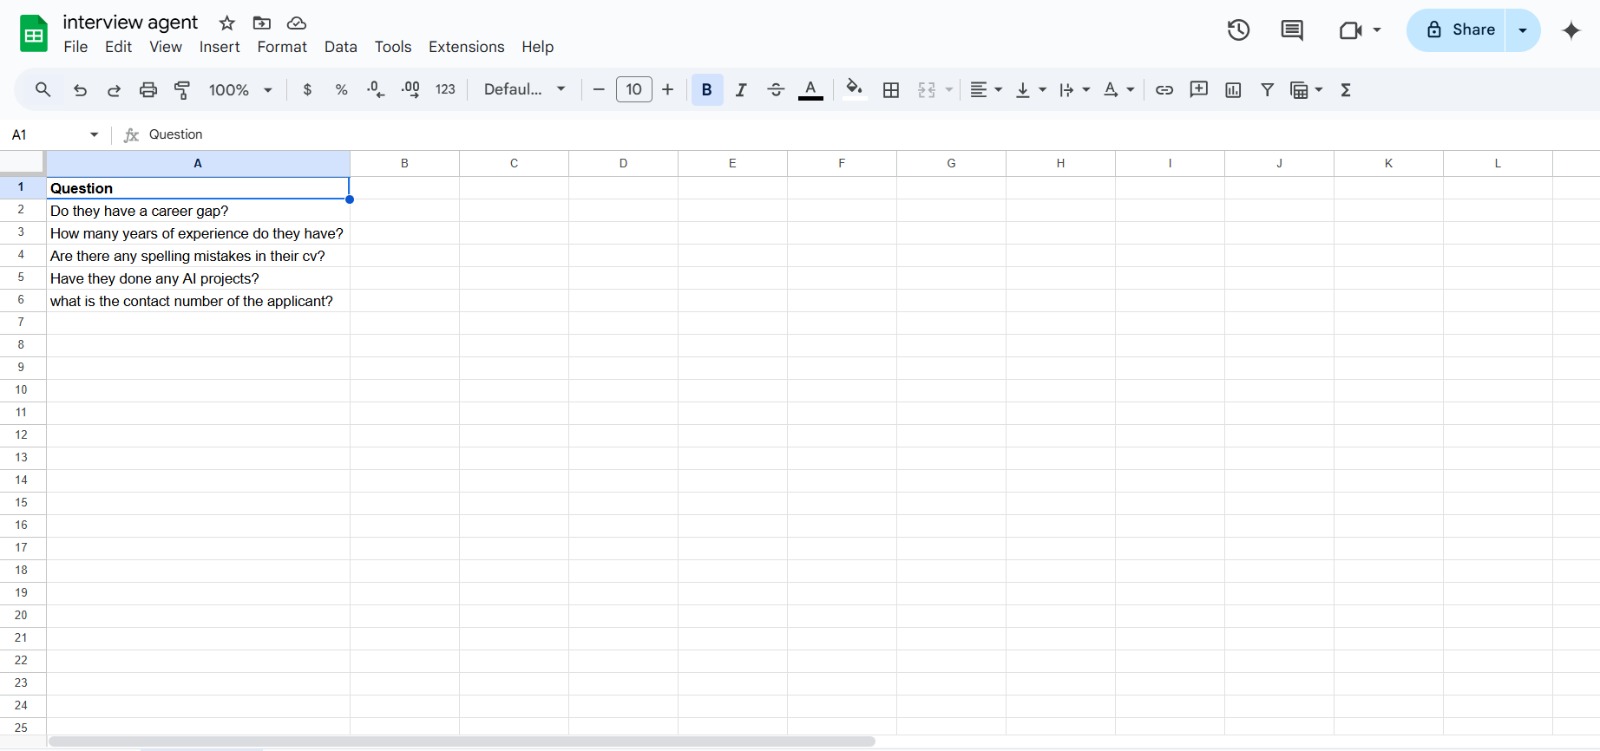 interview agent
File Edit View Insert Format Data Tools Extensions Help
Share
100% $ % .0 .00 123 Defaul... 10 B I A A Σ
A1 fx Question
A B C D E F G H I J K L
1 Question
2 Do they have a career gap?
3 How many years of experience do they have?
4 Are there any spelling mistakes in their cv?
5 Have they done any AI projects?
6 what is the contact number of the applicant?
7
8
9
10
11
12
13
14
15
16
17
18
19
20
21
22
23
24
25